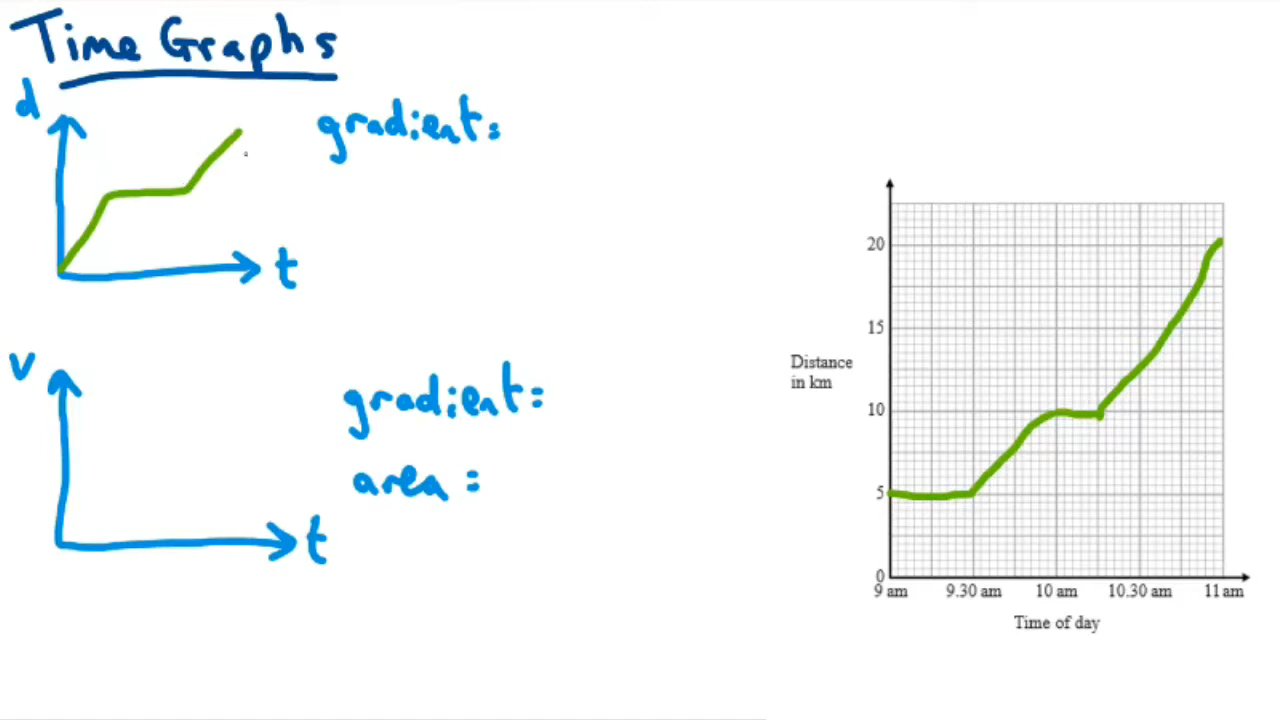 Time Graphs
d
gradient=
t
v
gradient=
area =
t
20
15
Distance
in km
10
5
0
9 am 9.30 am 10 am 10.30 am 11 am
Time of day